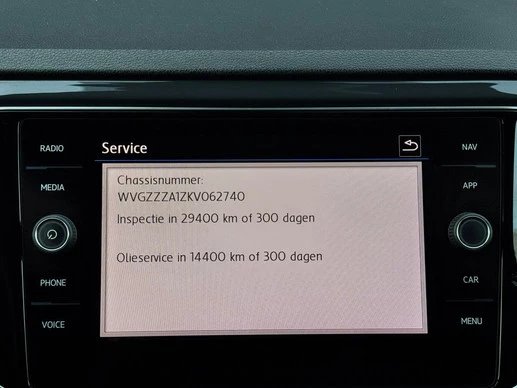 RADIO
MEDIA
PHONE
VOICE
Service
Chassisnummer:
WVGZZZA1ZKV062740
Inspectie in 29400 km of 300 dagen
Olieservice in 14400 km of 300 dagen
NAV
APP
CAR
MENU